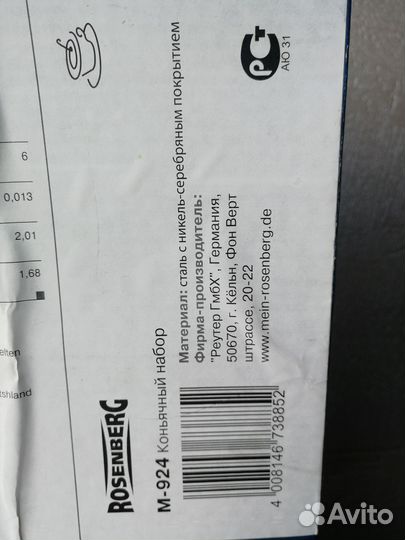 6
0,013
2,01
1,68
elten
tshland
ROSENBERG
M-924 Коньячный набор
Материал: сталь с никель-серебряным покрытием
Фирма-производитель:
"Реутер ГмбХ", Германия,
50670, г. Кёльн, Фон Верт
штрассе, 20-22
www.mein-rosenberg.de
4 008146 738852
РСТ
АЮ 31
Avito